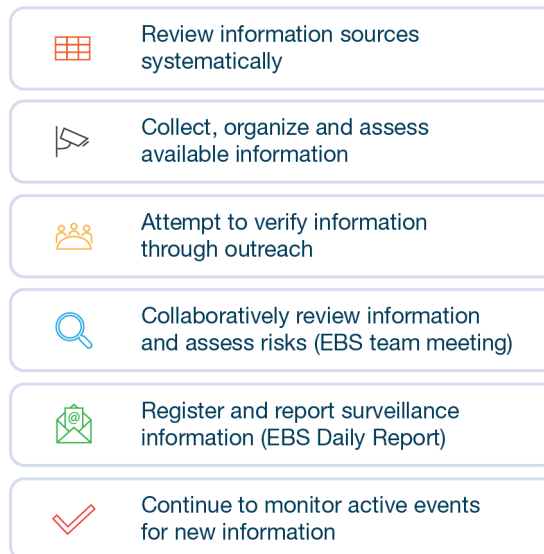 Review information sources
systematically
Collect, organize and assess
available information
Attempt to verify information
through outreach
Collaboratively review information
and assess risks (EBS team meeting)
@
Register and report surveillance
information (EBS Daily Report)
Continue to monitor active events
for new information